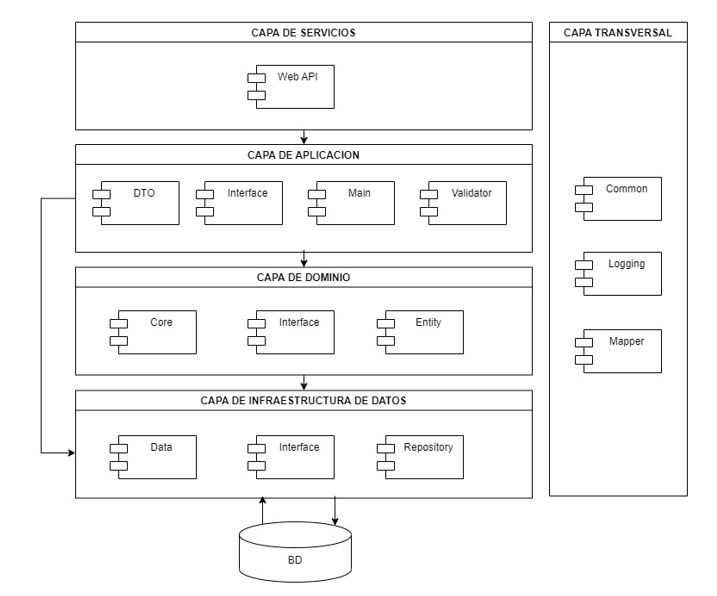 CAPA DE SERVICIOS
Web API
CAPA DE APLICACION
DTO
Interface
Main
Validator
CAPA DE DOMINIO
Core
Interface
Entity
CAPA DE INFRAESTRUCTURA DE DATOS
Data
Interface
Repository
BD
CAPA TRANSVERSAL
Common
Logging
Mapper